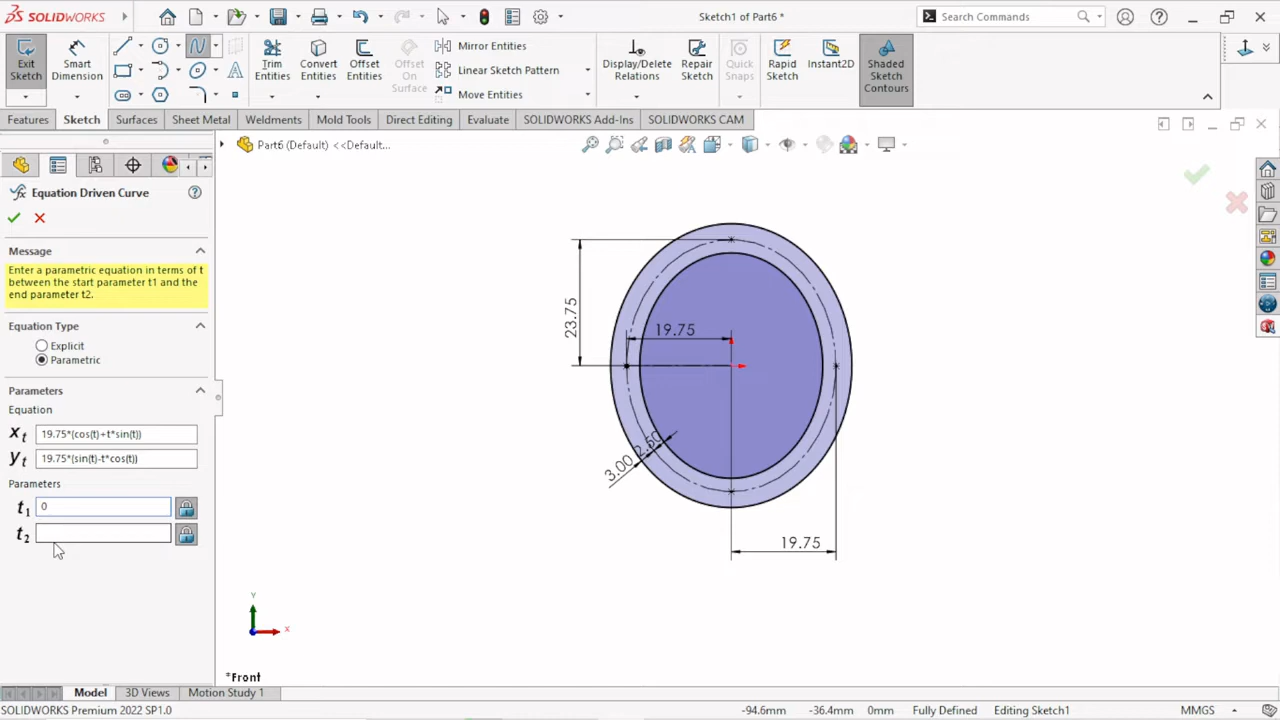 SOLIDWORKS
Sketch1 of Part6 *
Search Commands
Exit Sketch
Smart Dimension
Trim Entities
Convert Entities
Offset Entities
Offset On Surface
Mirror Entities
Linear Sketch Pattern
Move Entities
Display/Delete Relations
Repair Sketch
Quick Snaps
Rapid Sketch
Instant2D
Shaded Sketch Contours
Features
Sketch
Surfaces
Sheet Metal
Weldments
Mold Tools
Direct Editing
Evaluate
SOLIDWORKS Add-Ins
SOLIDWORKS CAM
Part6 (Default) <<Default...
Equation Driven Curve
Message
Enter a parametric equation in terms of t
between the start parameter t1 and the
end parameter t2.
Equation Type
Explicit
Parametric
Parameters
Equation
Xt 19.75*(cos(t)+t*sin(t))
yt 19.75*(sin(t)-t*cos(t))
Parameters
t1 0
t2
23.75
19.75
3.00
2.50
19.75
Y
X
*Front
Model
3D Views
Motion Study 1
SOLIDWORKS Premium 2022 SP1.0
-94.6mm
-36.4mm
0mm
Fully Defined
Editing Sketch1
MMGS